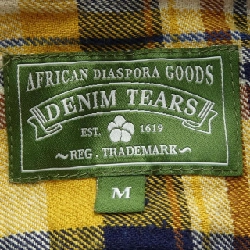 AFRICAN DIASPORA GOODS
DENIM TEARS
EST. 1619
~REG. TRADEMARK~
M